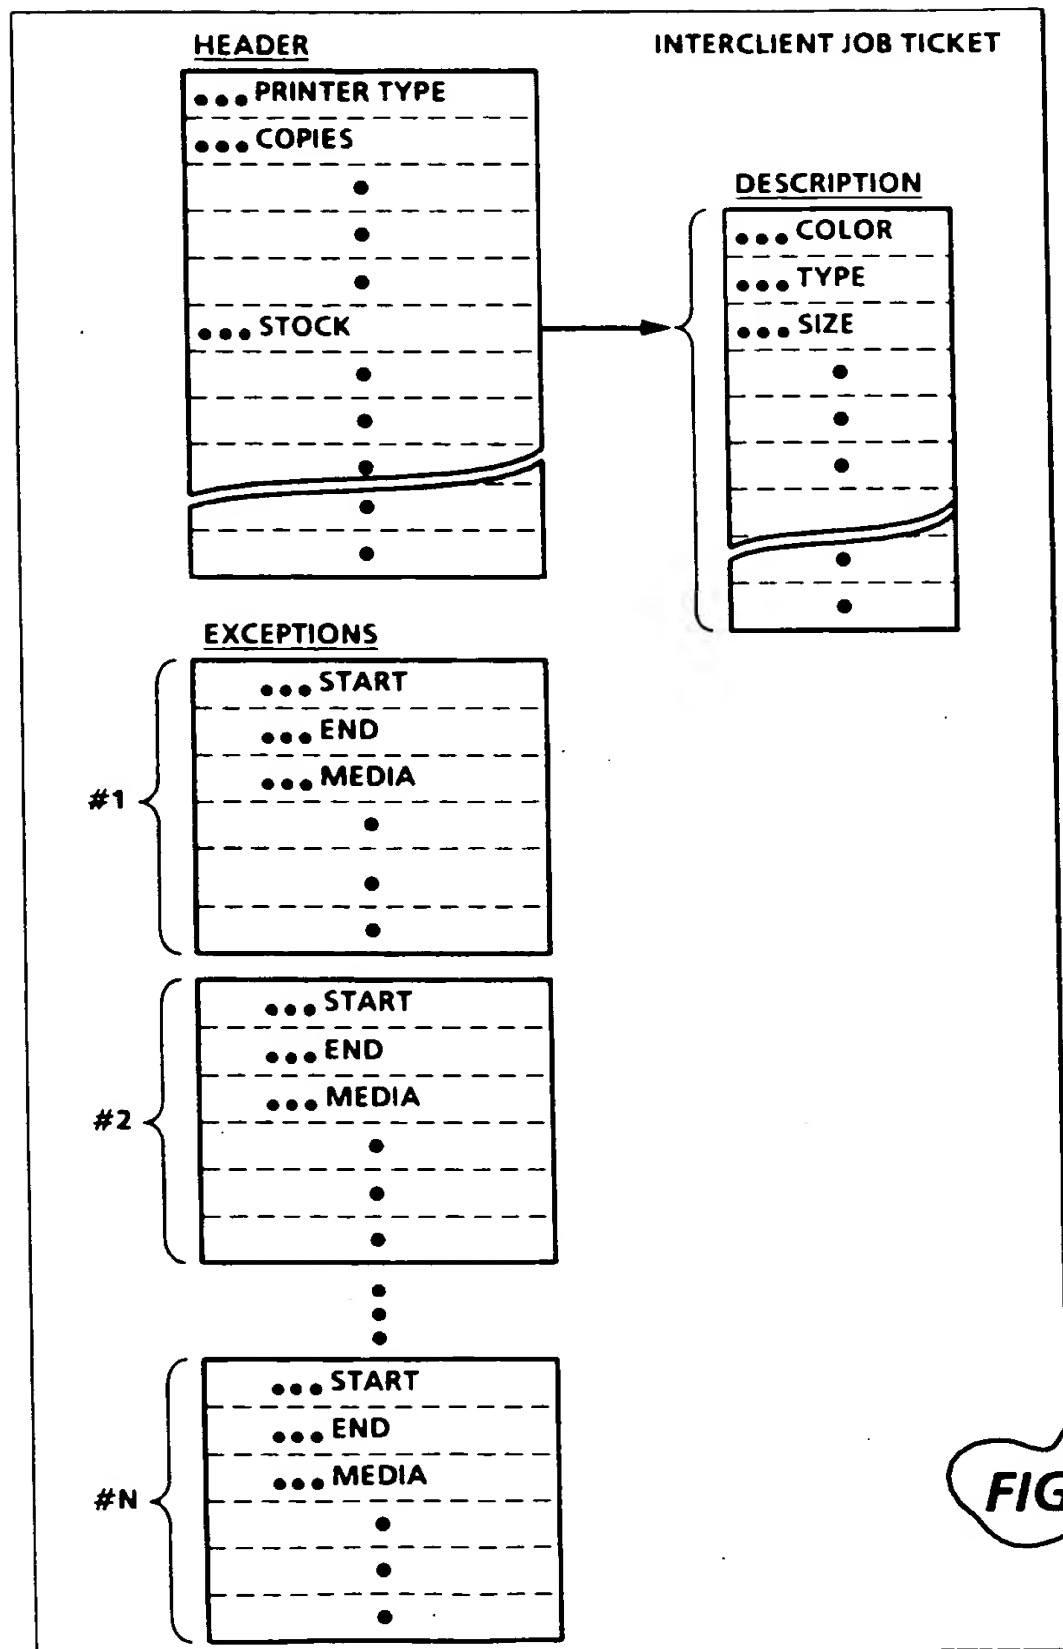 HEADER
INTERCLIENT JOB TICKET
...PRINTER TYPE
...COPIES
...STOCK
DESCRIPTION
...COLOR
...TYPE
...SIZE
EXCEPTIONS
#1
...START
...END
...MEDIA
#2
...START
...END
...MEDIA
#N
...START
...END
...MEDIA
FIG